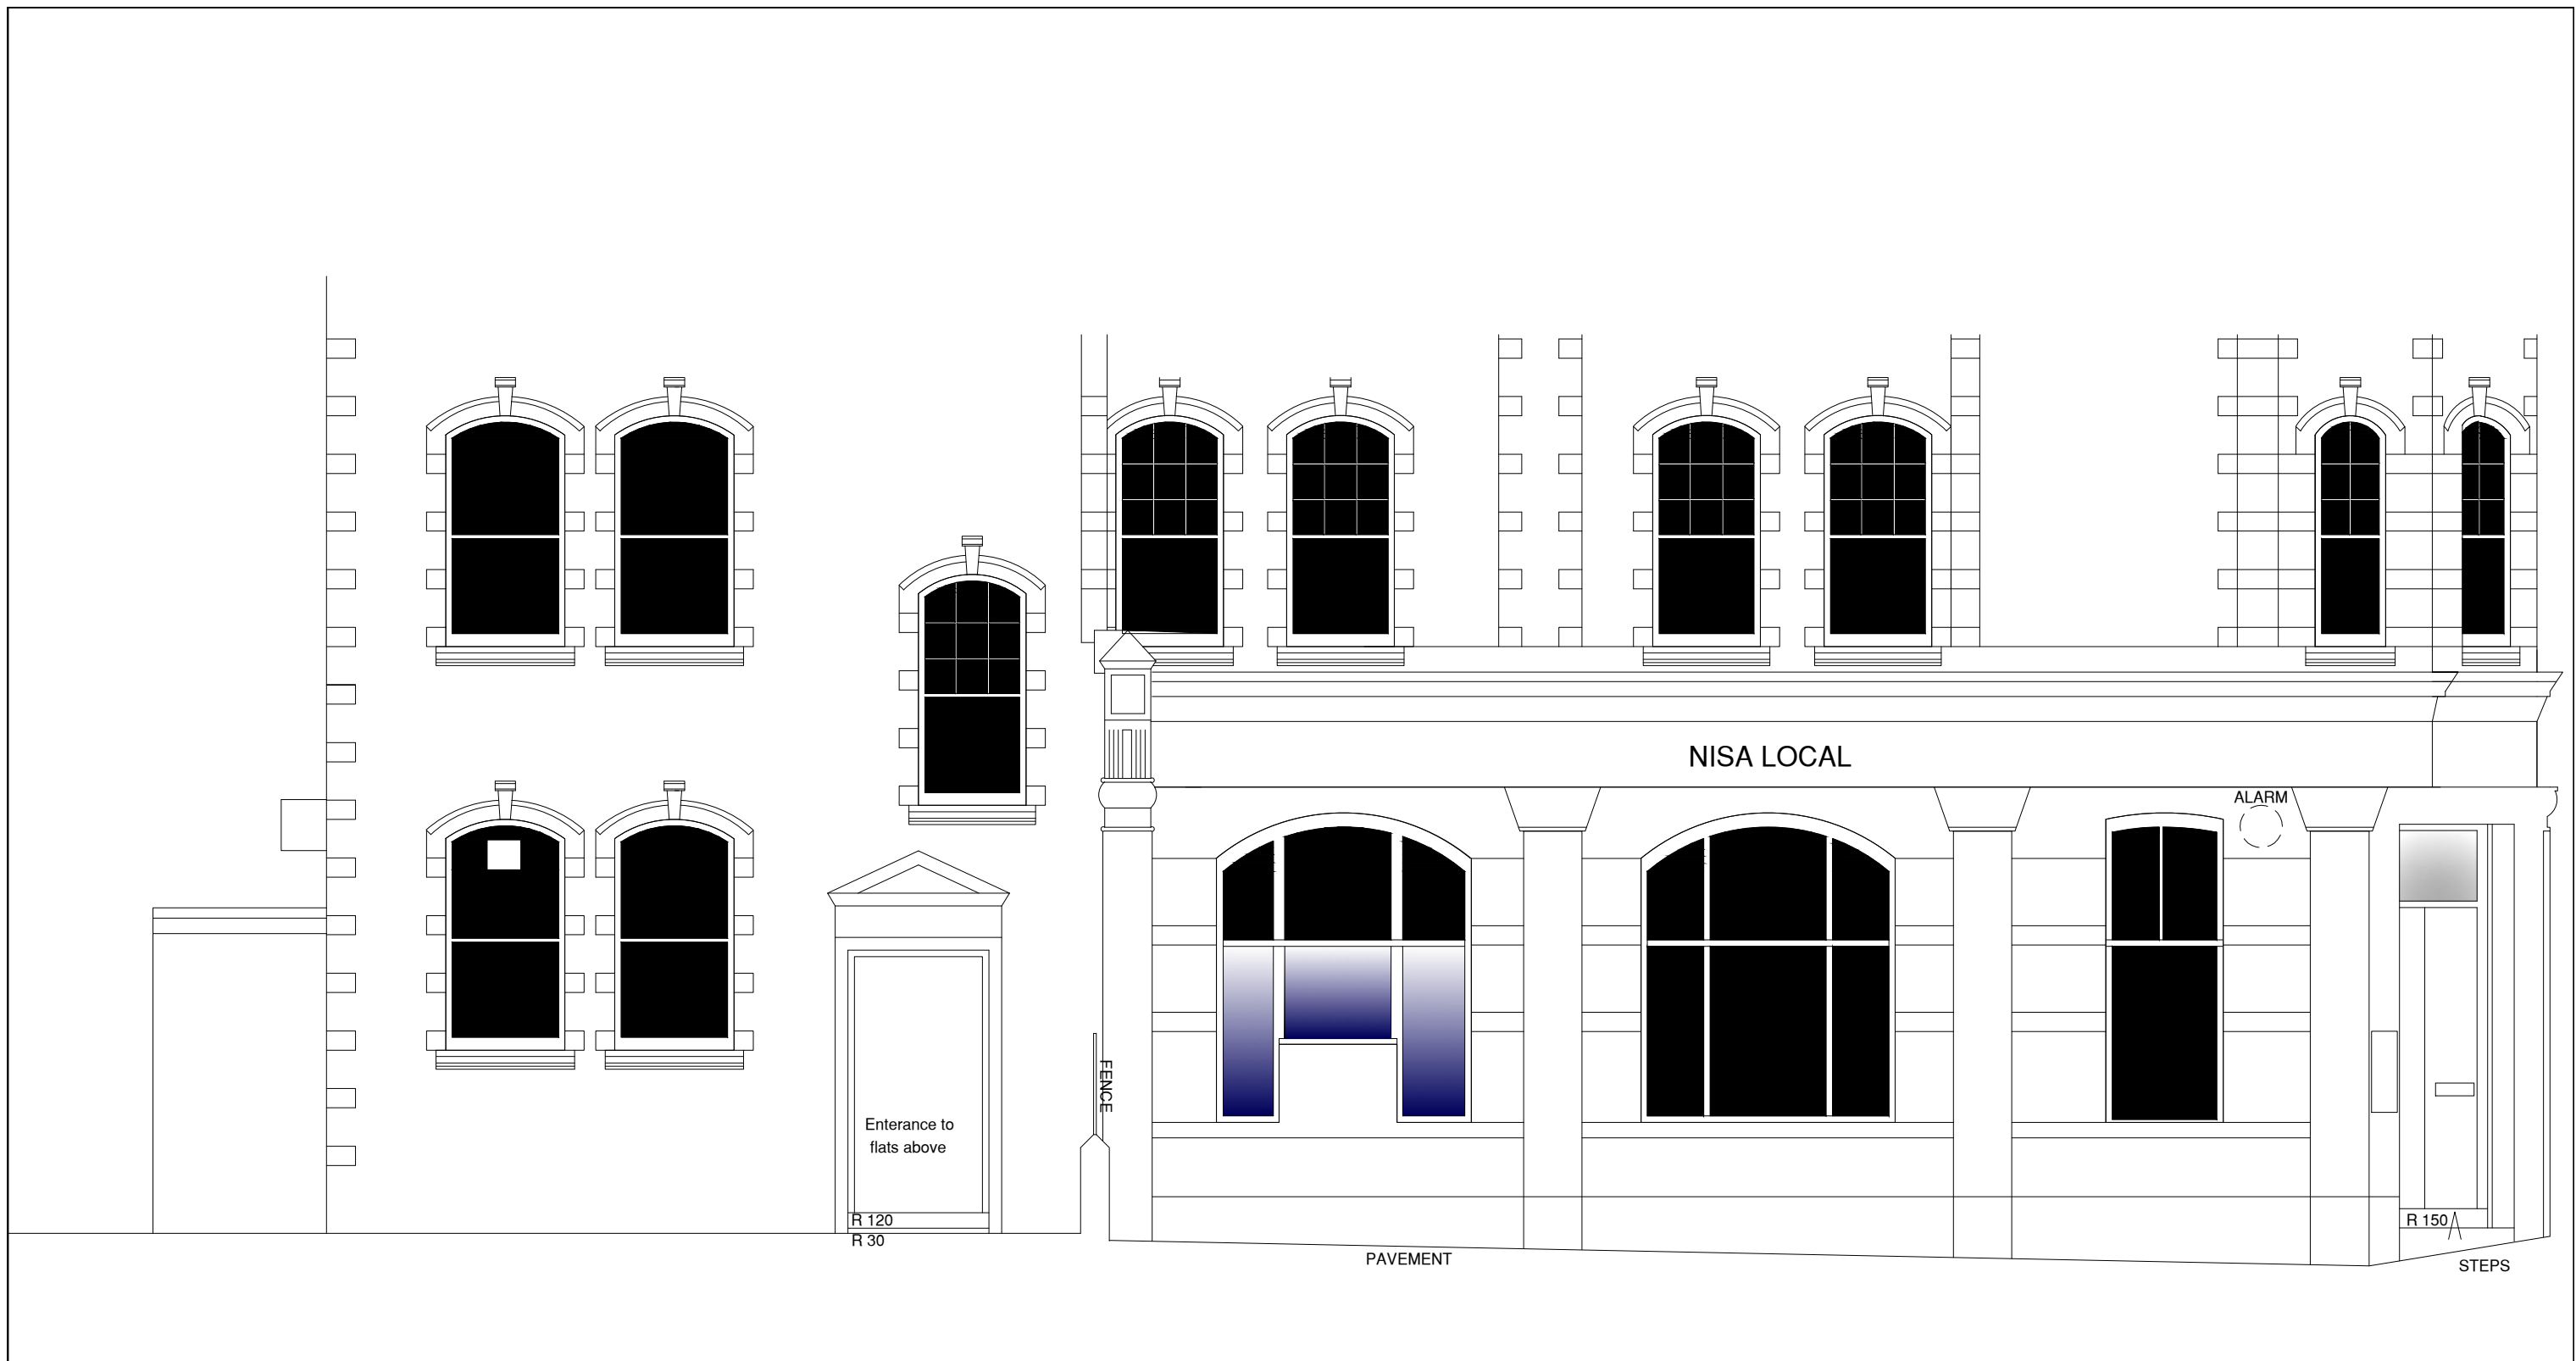 NISA LOCAL
ALARM
FENCE
Enterance to
flats above
R 120
R 30
R 150
PAVEMENT
STEPS